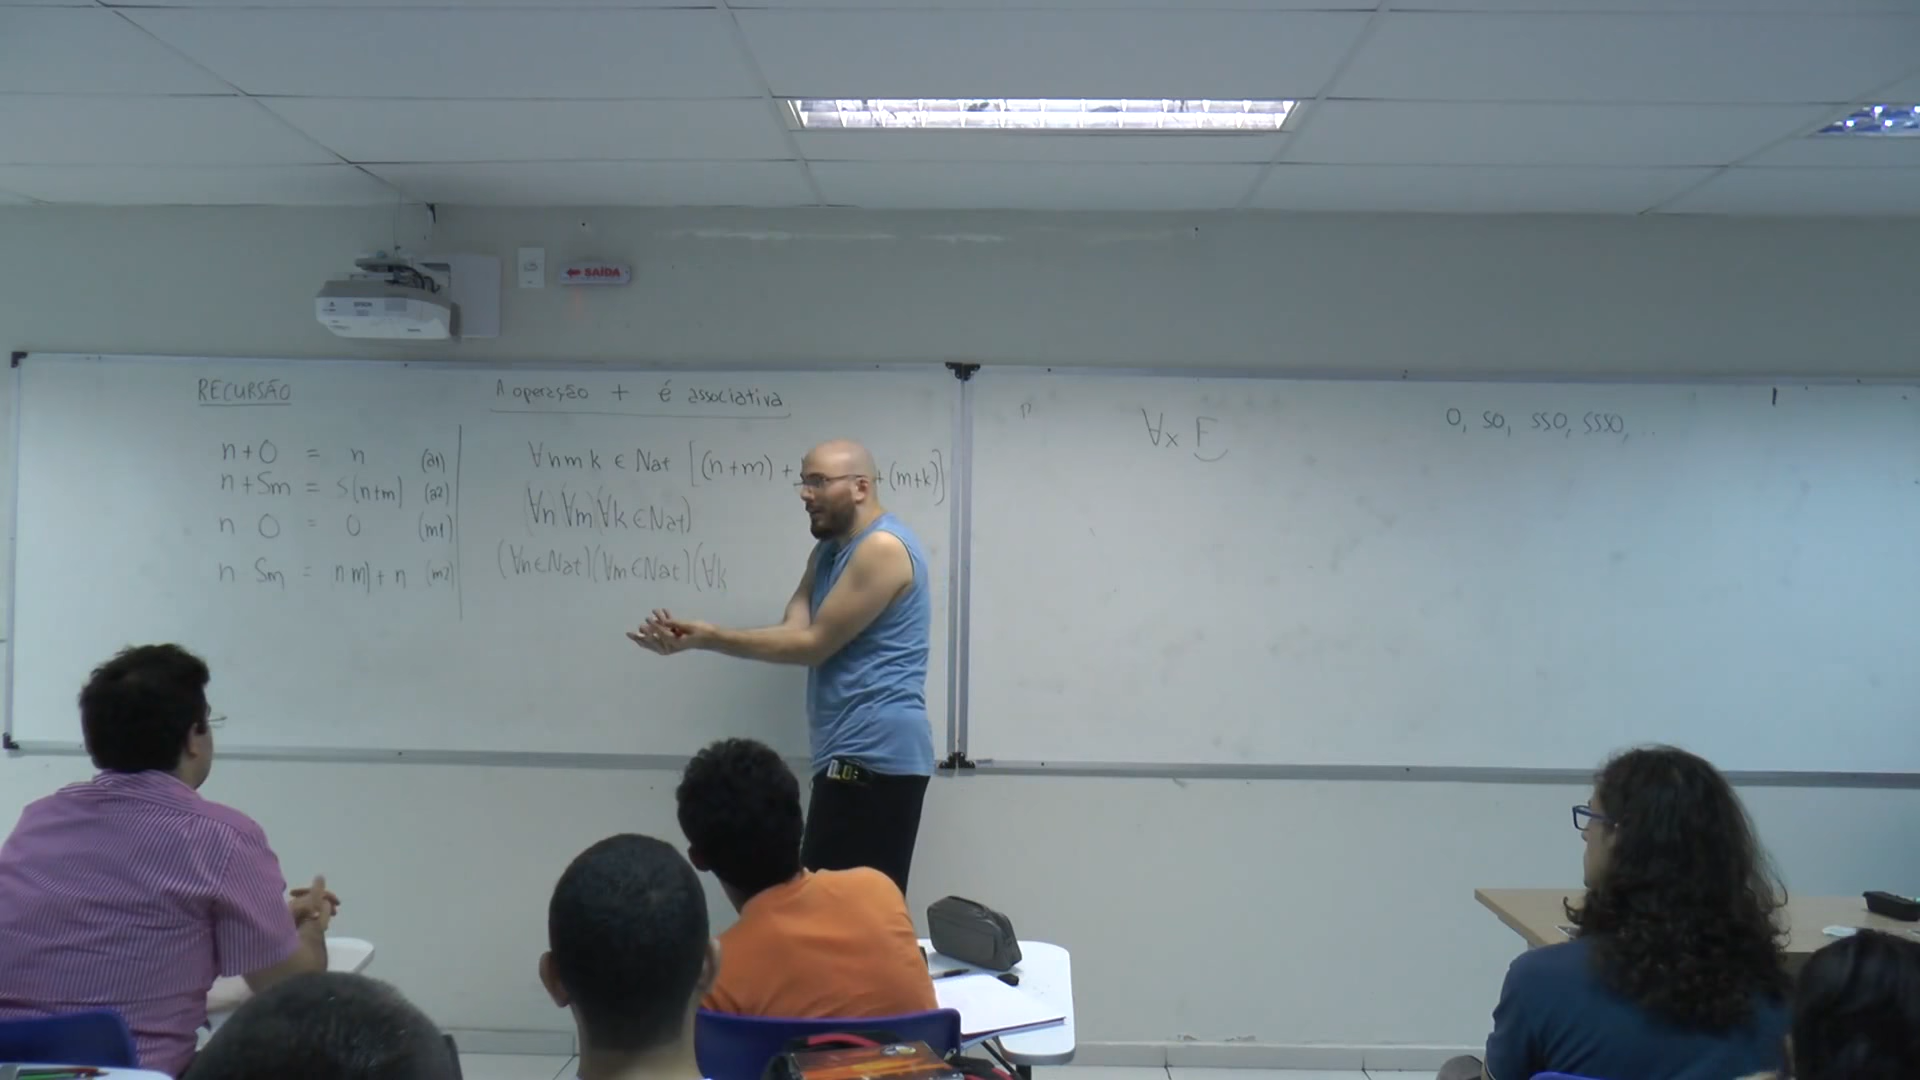 ← SAÍDA
EPSON
RECURSÃO
n+0 = n (a1)
n+Sm = S(n+m) (a2)
n 0 = 0 (m1)
n Sm = n m)+n (m2)
A operação + é associativa
∀nmk ∈ Nat [(n+m)+ +(m+k)]
(∀n)(∀m)(∀k∈Nat)
(∀n∈Nat)(∀m∈Nat)(∀k
∀x F
0, S0, SS0, SSS0, ...